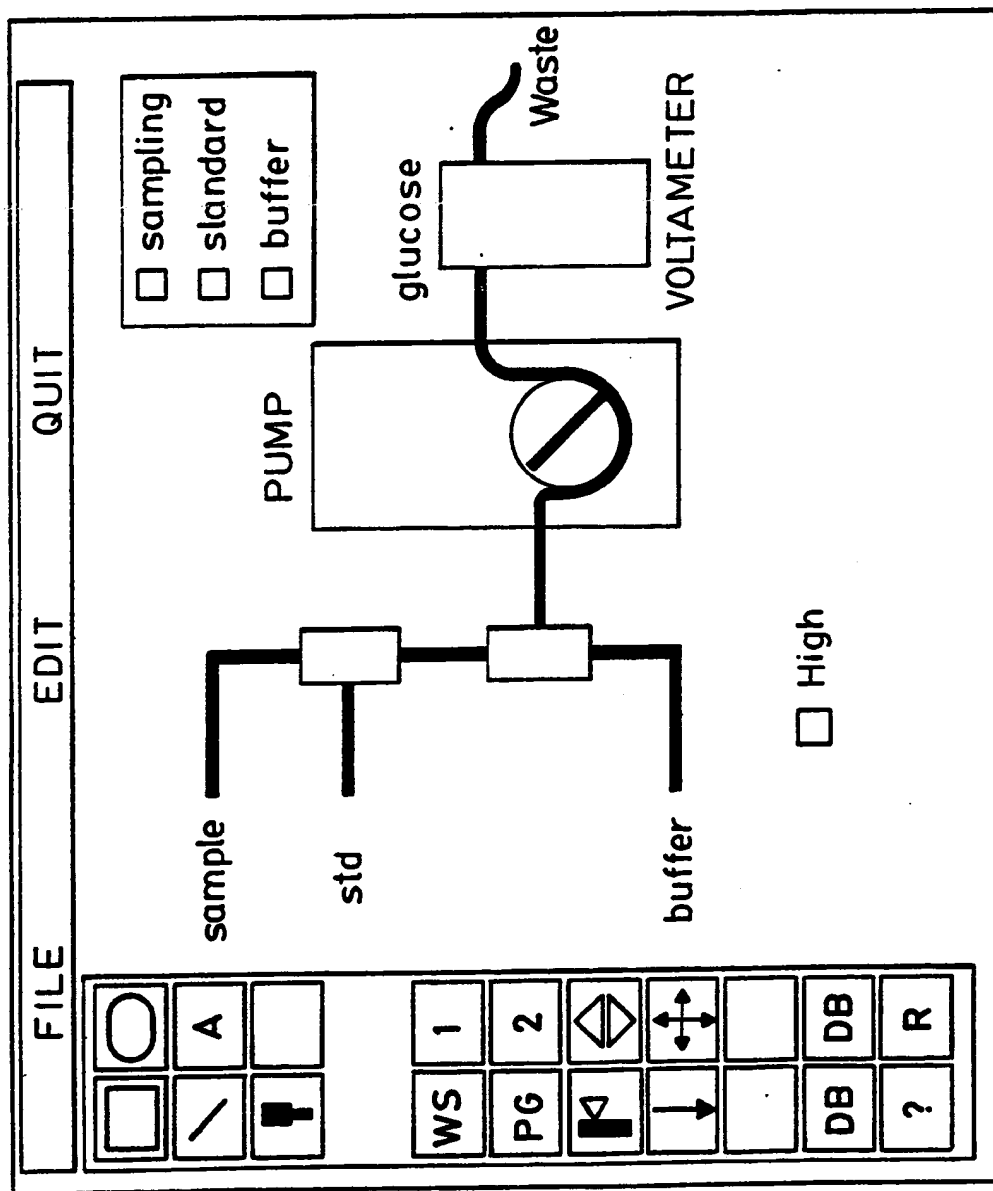 FILE EDIT QUIT
A
WS 1
PG 2
DB DB
? R
sample
std
buffer
PUMP
glucose
VOLTAMETER
Waste
sampling
slandard
buffer
High